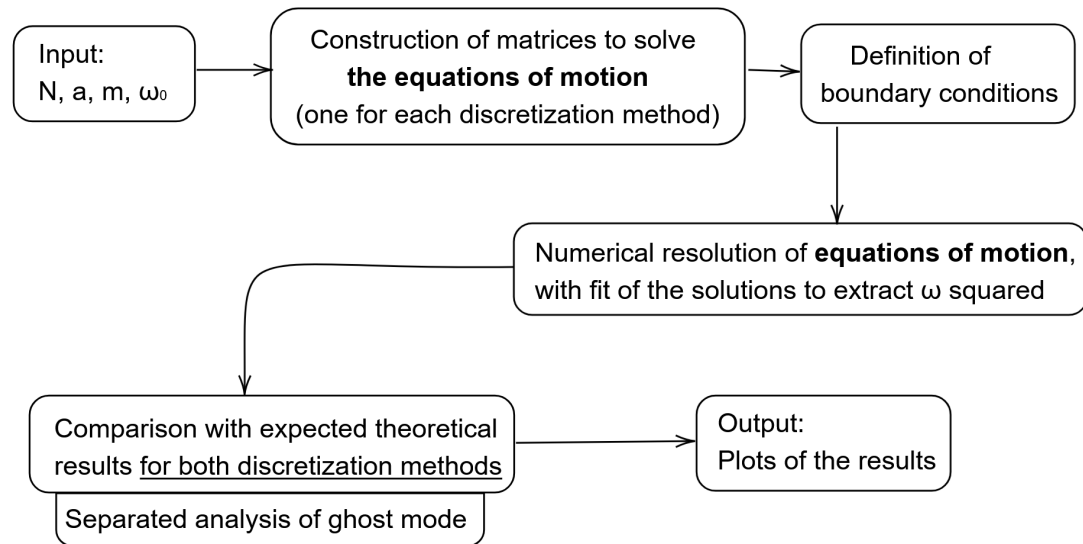 Input:
N, a, m, ω₀
Construction of matrices to solve
the equations of motion
(one for each discretization method)
Definition of
boundary conditions
Numerical resolution of equations of motion,
with fit of the solutions to extract ω squared
Comparison with expected theoretical
results for both discretization methods
Separated analysis of ghost mode
Output:
Plots of the results